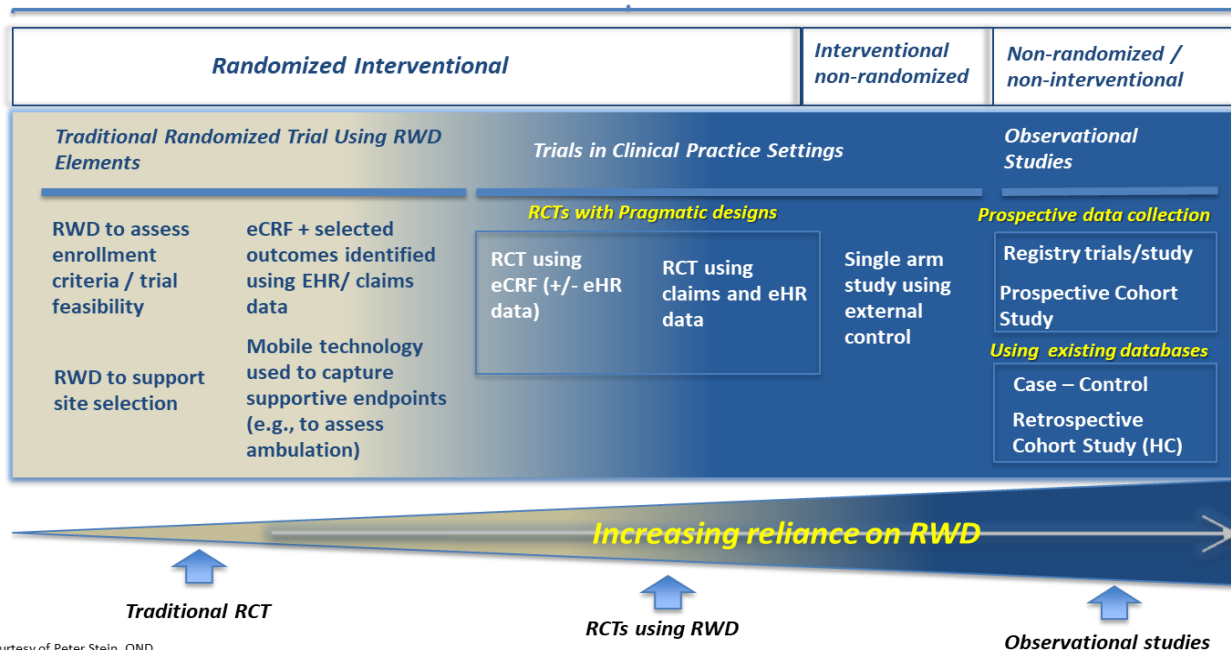 Randomized Interventional
Interventional
non-randomized
Non-randomized /
non-interventional
Traditional Randomized Trial Using RWD
Elements
Trials in Clinical Practice Settings
Observational
Studies
RWD to assess
enrollment
criteria / trial
feasibility
RWD to support
site selection
eCRF + selected
outcomes identified
using EHR/ claims
data
Mobile technology
used to capture
supportive endpoints
(e.g., to assess
ambulation)
RCTs with Pragmatic designs
RCT using
eCRF (+/- eHR
data)
RCT using
claims and eHR
data
Single arm
study using
external
control
Prospective data collection
Registry trials/study
Prospective Cohort
Study
Using existing databases
Case – Control
Retrospective
Cohort Study (HC)
Increasing reliance on RWD
Traditional RCT
RCTs using RWD
Observational studies
of Peter Stein, OND